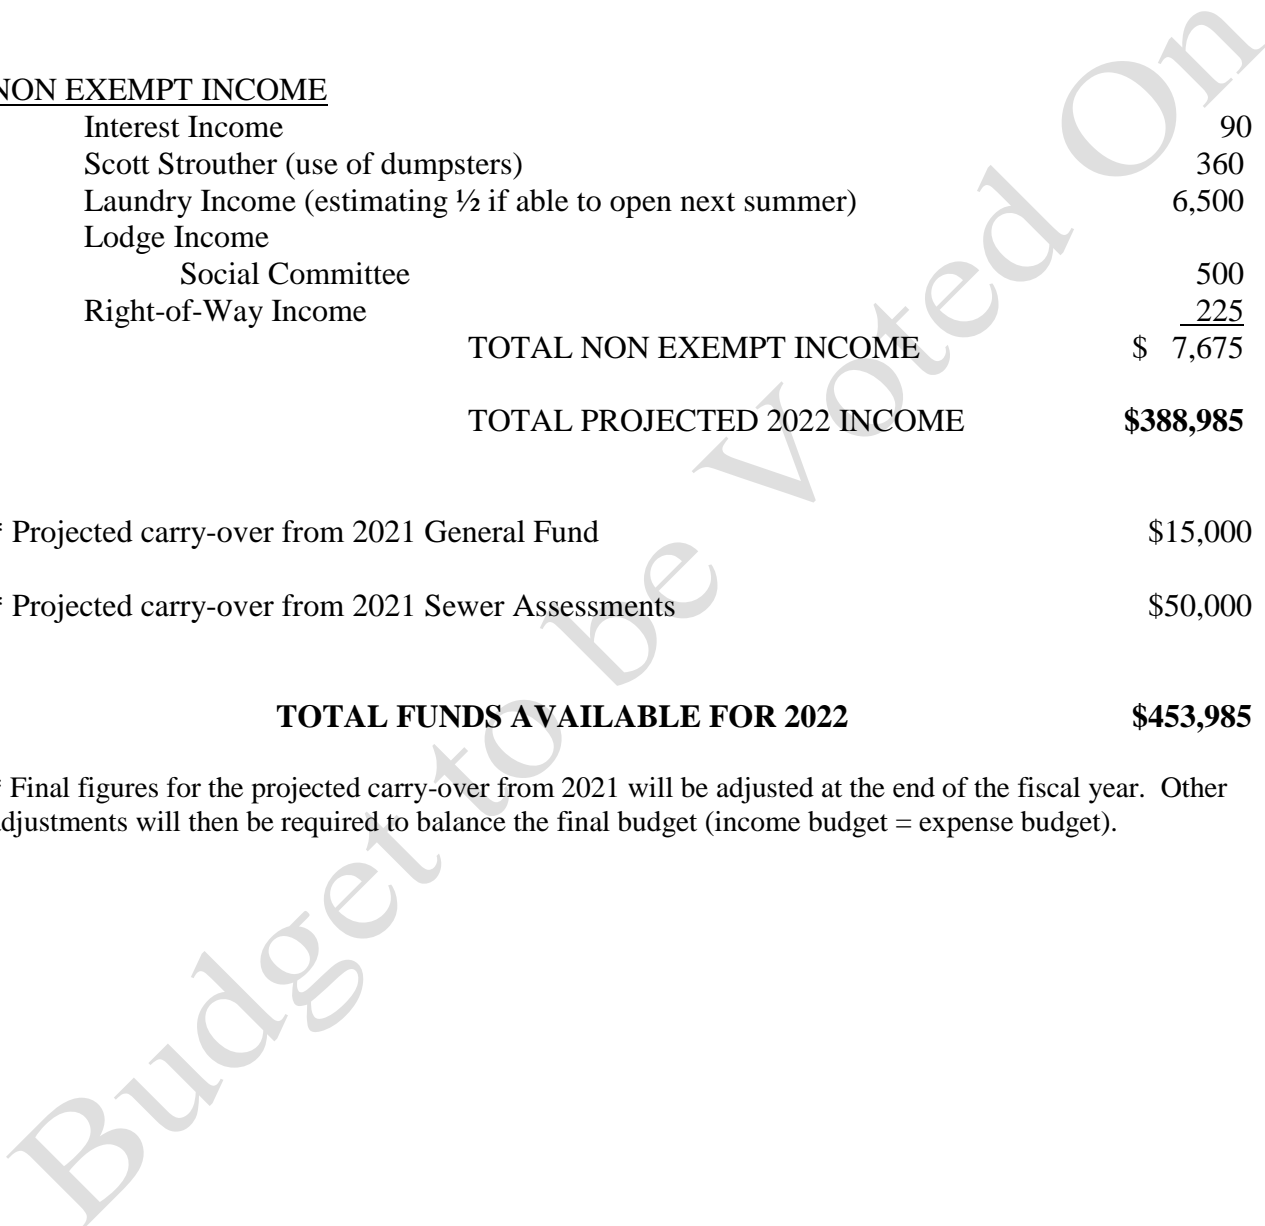 NON EXEMPT INCOME
Interest Income 90
Scott Strouther (use of dumpsters) 360
Laundry Income (estimating ½ if able to open next summer) 6,500
Lodge Income
Social Committee 500
Right-of-Way Income 225
TOTAL NON EXEMPT INCOME $ 7,675
TOTAL PROJECTED 2022 INCOME $388,985
* Projected carry-over from 2021 General Fund $15,000
* Projected carry-over from 2021 Sewer Assessments $50,000
TOTAL FUNDS AVAILABLE FOR 2022 $453,985
* Final figures for the projected carry-over from 2021 will be adjusted at the end of the fiscal year. Other
adjustments will then be required to balance the final budget (income budget = expense budget).
Budget to be Voted On